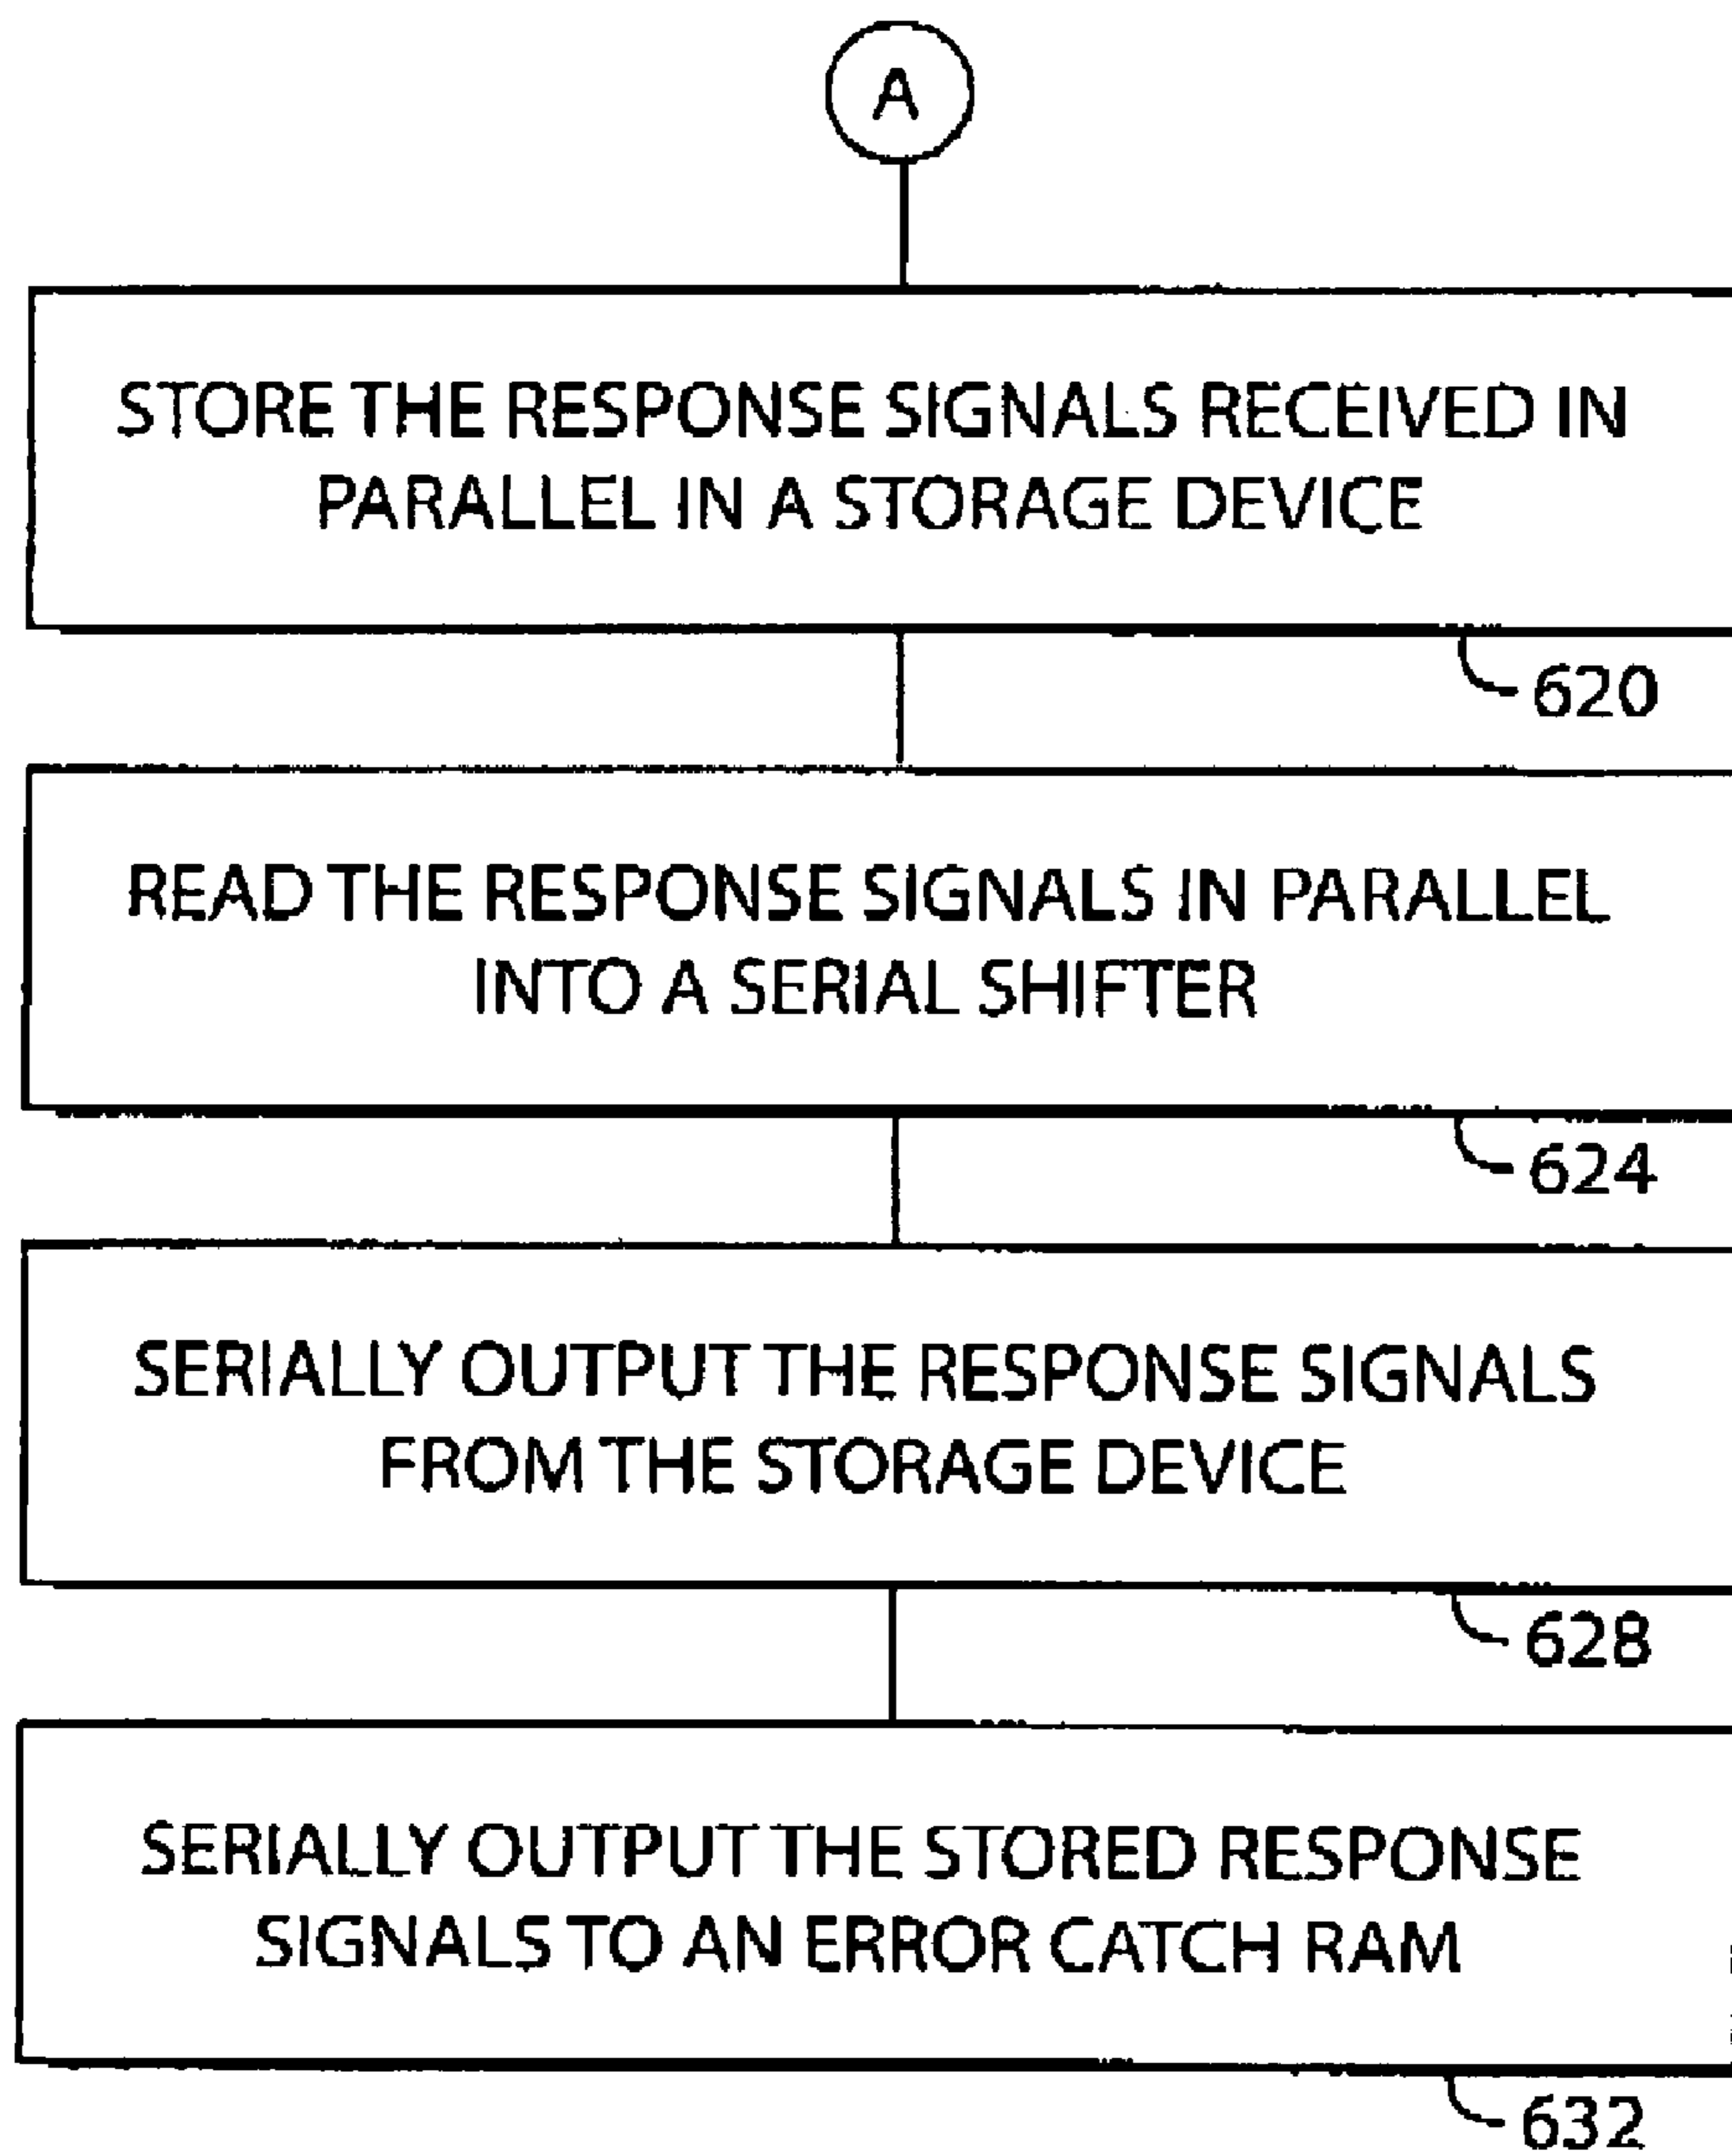 A
STORE THE RESPONSE SIGNALS RECEIVED IN
PARALLEL IN A STORAGE DEVICE
620
READ THE RESPONSE SIGNALS IN PARALLEL
INTO A SERIAL SHIFTER
624
SERIALLY OUTPUT THE RESPONSE SIGNALS
FROM THE STORAGE DEVICE
628
SERIALLY OUTPUT THE STORED RESPONSE
SIGNALS TO AN ERROR CATCH RAM
632